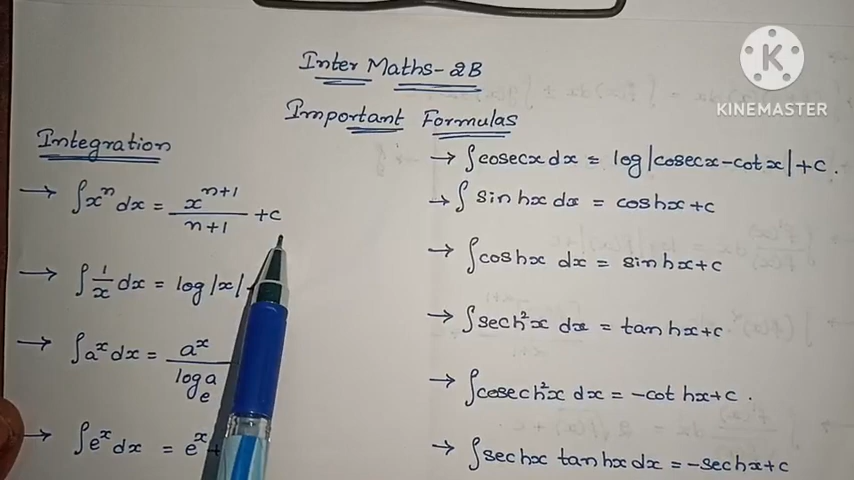 Inter Maths-2B
Important Formulas
Integration
→ ∫xⁿ dx = xⁿ⁺¹/n+1 + c
→ ∫1/x dx = log|x|
→ ∫aˣ dx = aˣ/logₑa
→ ∫eˣ dx = eˣ+
→ ∫cosecx dx = log|cosecx-cotx|+c.
→ ∫sinhx dx = coshx+c
→ ∫coshx dx = sinhx+c
→ ∫sech²x dx = tanhx+c
→ ∫cosech²x dx = -cothx+c.
→ ∫sechx tanhx dx = -sechx+c
K
KINEMASTER